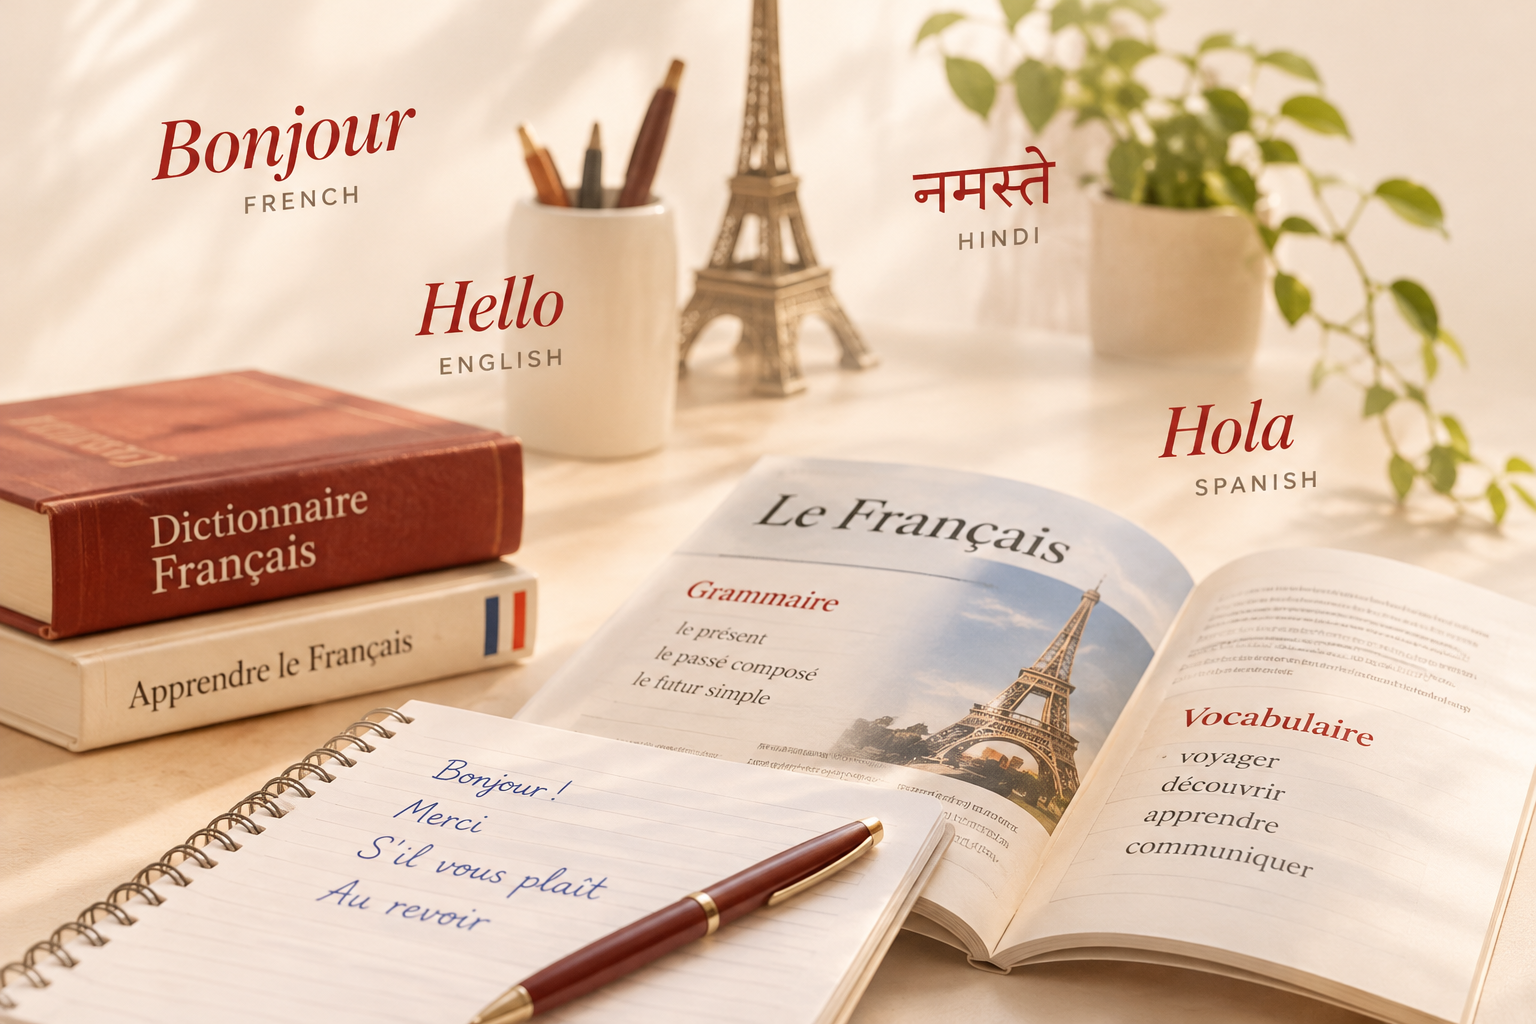 Bonjour
FRENCH
Hello
ENGLISH
नमस्ते
HINDI
Hola
SPANISH
Dictionnaire
Français
Apprendre le Français
Le Français
Grammaire
le présent
le passé composé
le futur simple
Vocabulaire
voyager
découvrir
apprendre
communiquer
Bonjour !
Merci
S'il vous plaît
Au revoir